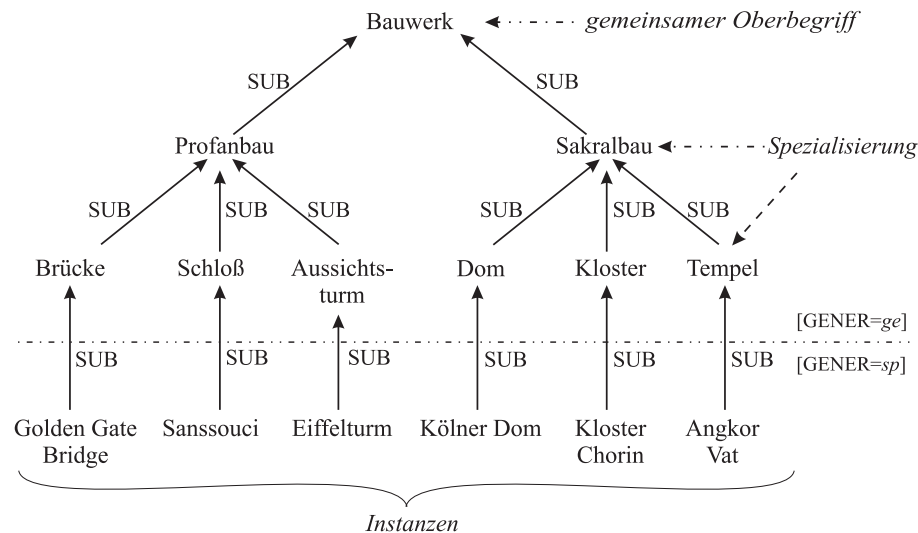 Bauwerk gemeinsamer Oberbegriff
SUB SUB
Profanbau Sakralbau Spezialisierung
SUB SUB SUB SUB SUB SUB
Brücke Schloß Aussichts- Dom Kloster Tempel
turm
[GENER=ge]
SUB SUB SUB SUB SUB SUB [GENER=sp]
Golden Gate Sanssouci Eiffelturm Kölner Dom Kloster Angkor
Bridge Chorin Vat
Instanzen